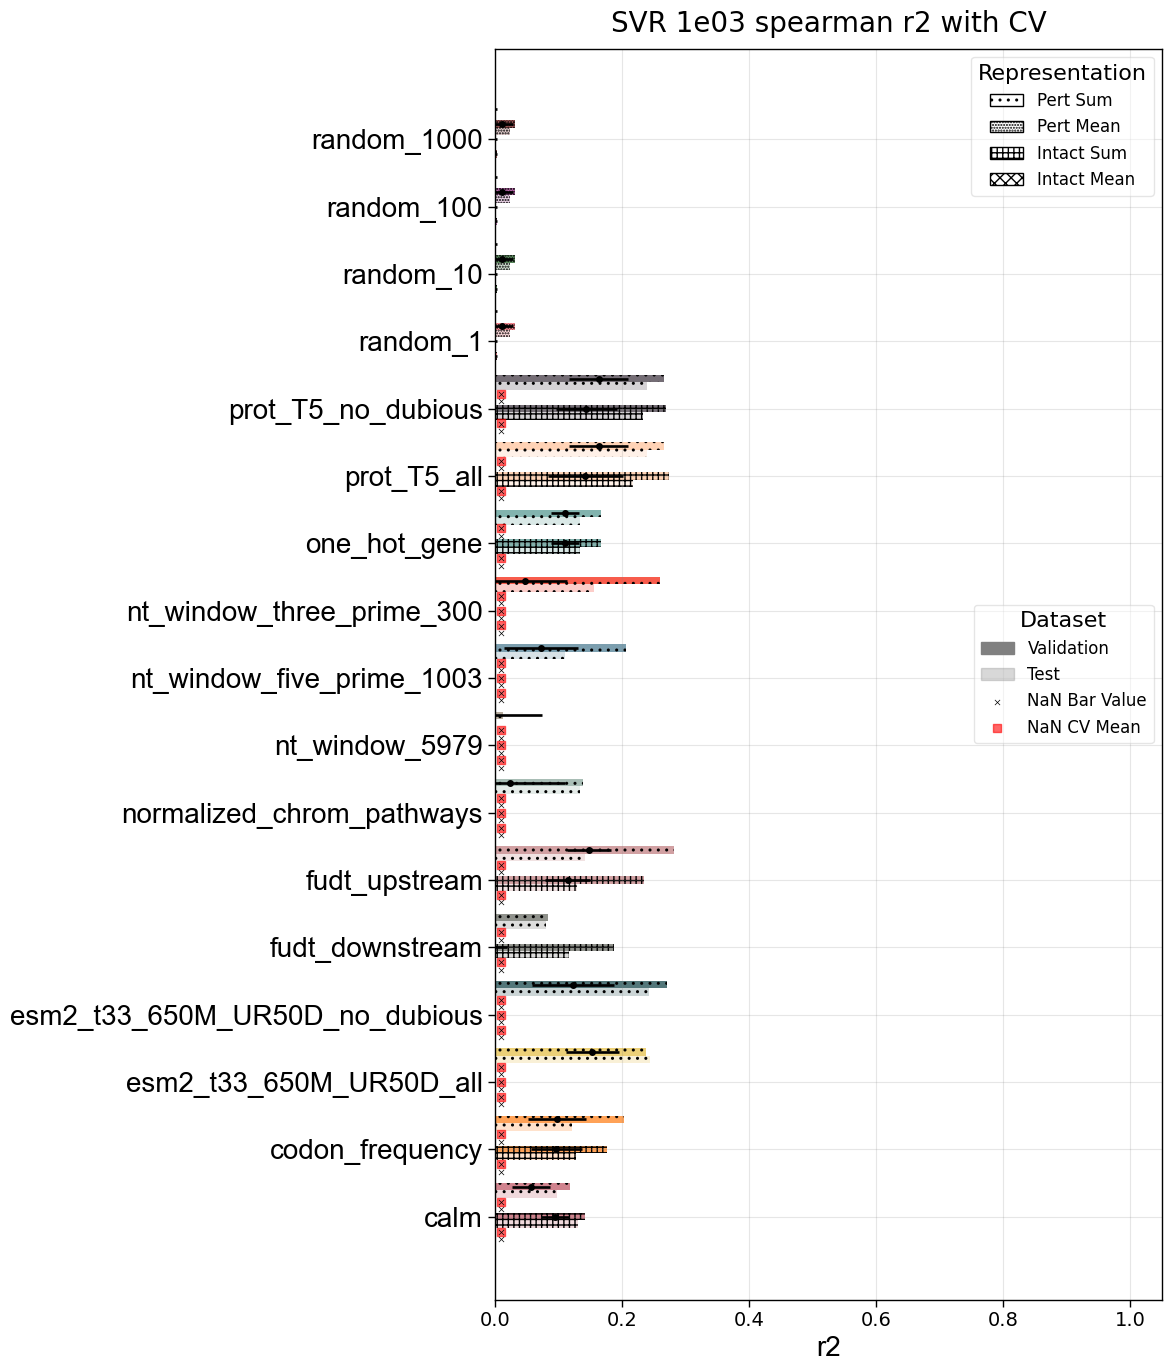 SVR 1e03 spearman r2 with CV
Representation
Pert Sum
Pert Mean
Intact Sum
Intact Mean
random_1000
random_100
random_10
random_1
prot_T5_no_dubious
prot_T5_all
one_hot_gene
nt_window_three_prime_300
nt_window_five_prime_1003
nt_window_5979
normalized_chrom_pathways
fudt_upstream
fudt_downstream
esm2_t33_650M_UR50D_no_dubious
esm2_t33_650M_UR50D_all
codon_frequency
calm
Dataset
Validation
Test
NaN Bar Value
NaN CV Mean
0.0 0.2 0.4 0.6 0.8 1.0
r2